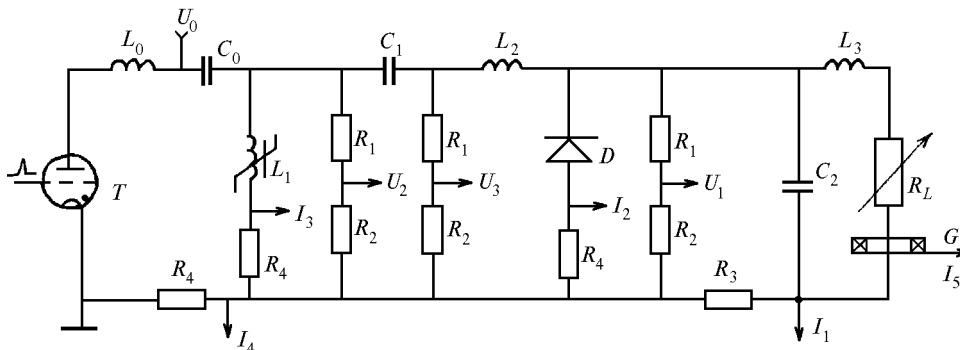 U₀
L₀
C₀
C₁
L₂
L₃
T
L₁
R₁
R₁
D
R₁
C₂
R_L
I₃
U₂
U₃
I₂
U₁
R₄
R₄
R₂
R₂
R₄
R₂
R₃
G
I₅
I₄
I₁